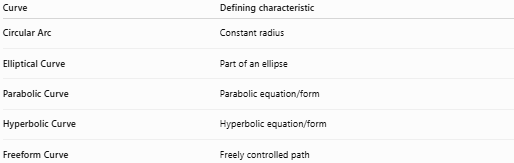 Curve Defining characteristic
Circular Arc Constant radius
Elliptical Curve Part of an ellipse
Parabolic Curve Parabolic equation/form
Hyperbolic Curve Hyperbolic equation/form
Freeform Curve Freely controlled path